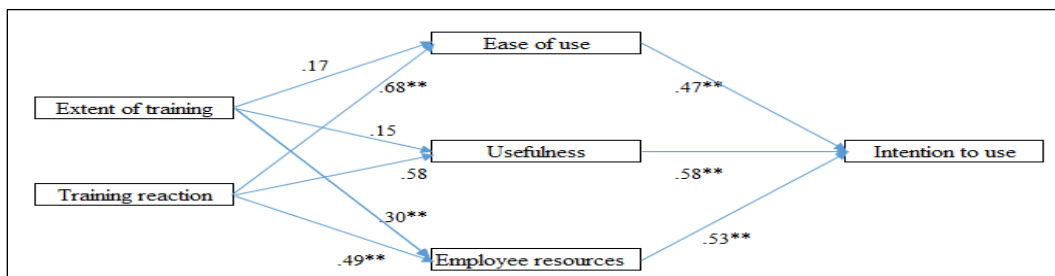 Ease of use
.17
.68**
.47**
Extent of training
.15
Usefulness
Intention to use
.58
.58**
Training reaction
.30**
.53**
.49**
Employee resources